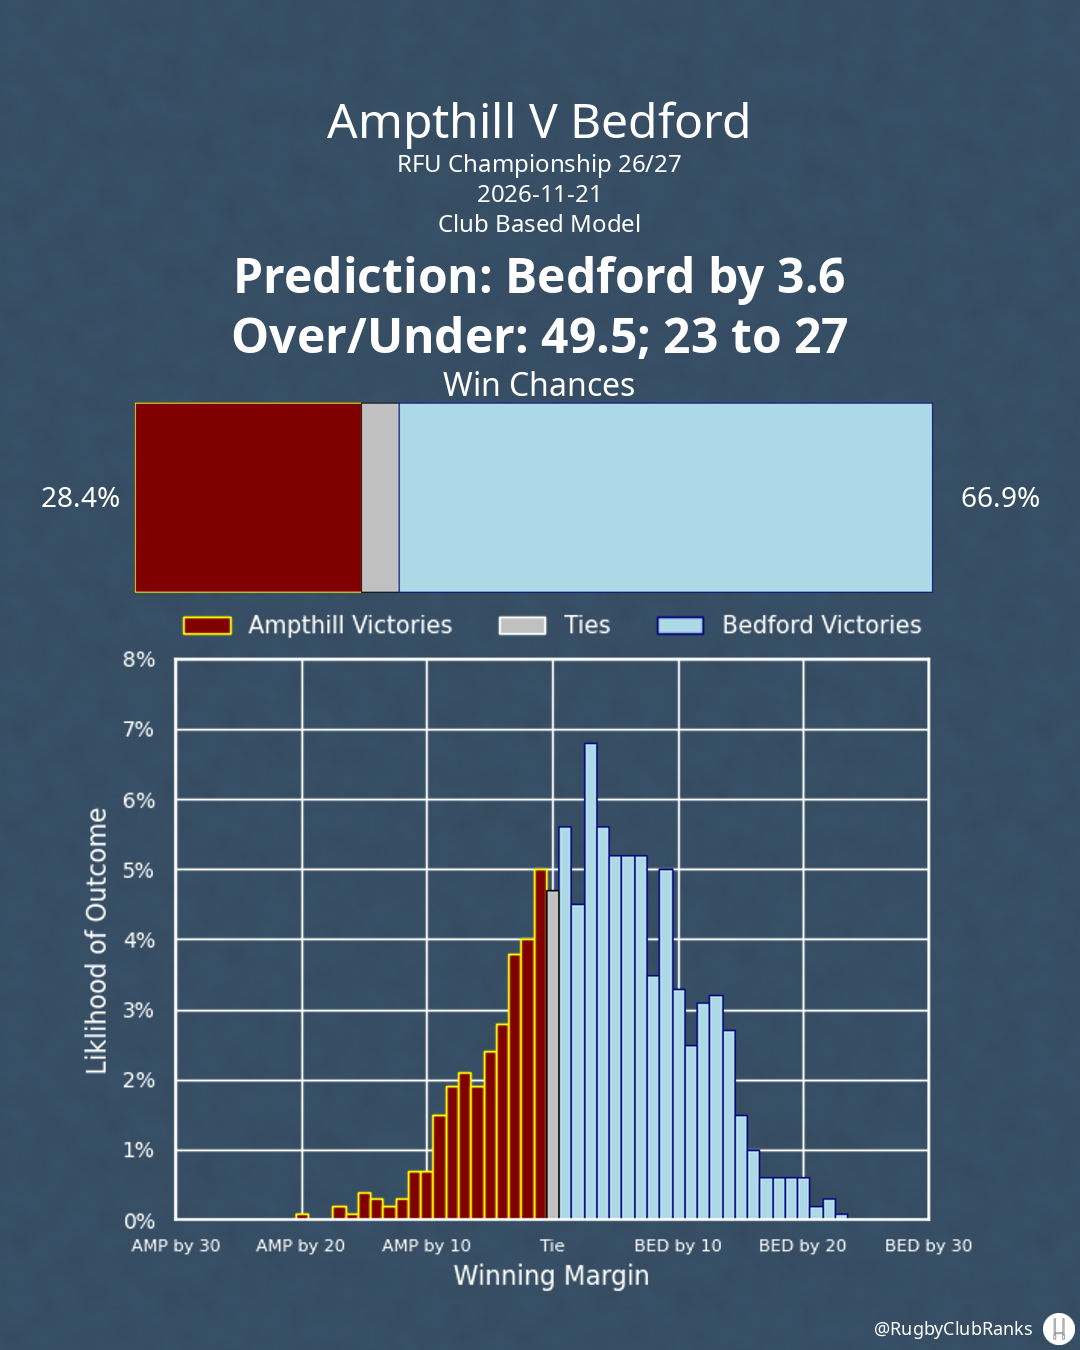 Ampthill V Bedford
RFU Championship 26/27
2026-11-21
Club Based Model
Prediction: Bedford by 3.6
Over/Under: 49.5; 23 to 27
Win Chances
28.4%
66.9%
Ampthill Victories
Ties
Bedford Victories
8%
7%
6%
5%
4%
3%
2%
1%
0%
Liklihood of Outcome
AMP by 30
AMP by 20
AMP by 10
Tie
BED by 10
BED by 20
BED by 30
Winning Margin
@RugbyClubRanks